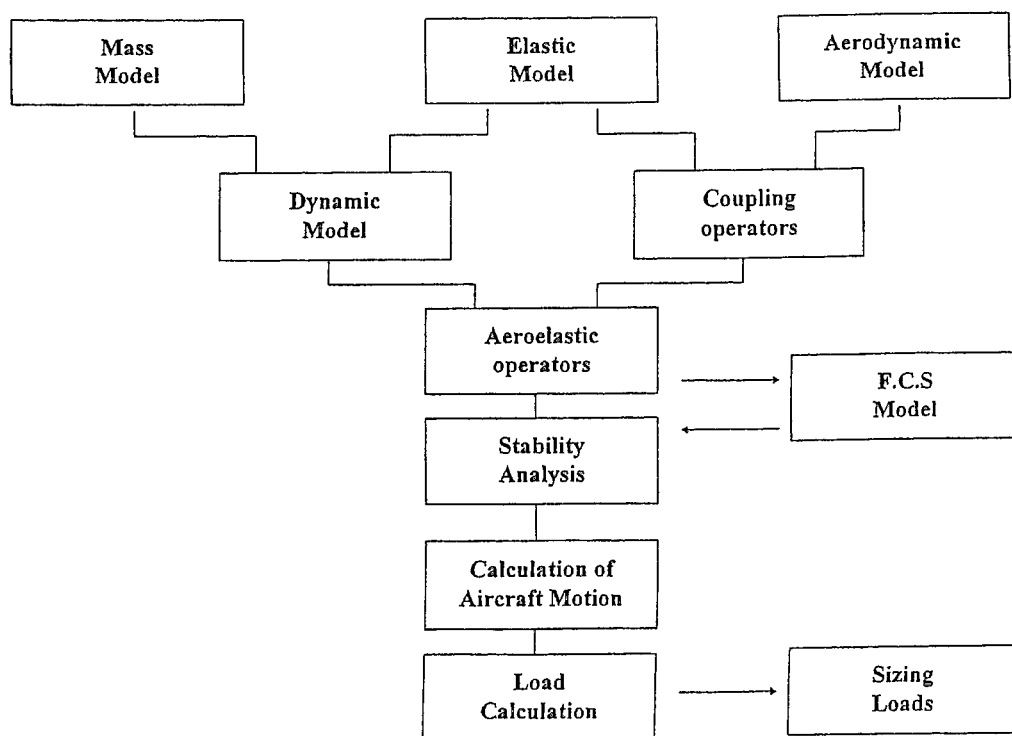 Mass
Model
Elastic
Model
Aerodynamic
Model
Dynamic
Model
Coupling
operators
Aeroelastic
operators
F.C.S
Model
Stability
Analysis
Calculation of
Aircraft Motion
Load
Calculation
Sizing
Loads